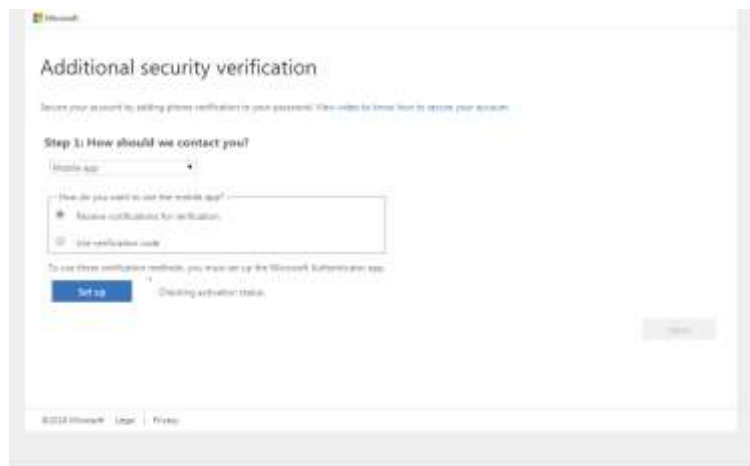 Microsoft
Additional security verification
Secure your account by adding phone verification to your password. View video to know how to secure your account
Step 1: How should we contact you?
Mobile app
How do you want to use the mobile app?
Receive notifications for verification
Use verification code
To use these verification methods, you must set up the Microsoft Authenticator app.
Set up
Checking activation status.
Next
©2018 Microsoft Legal | Privacy